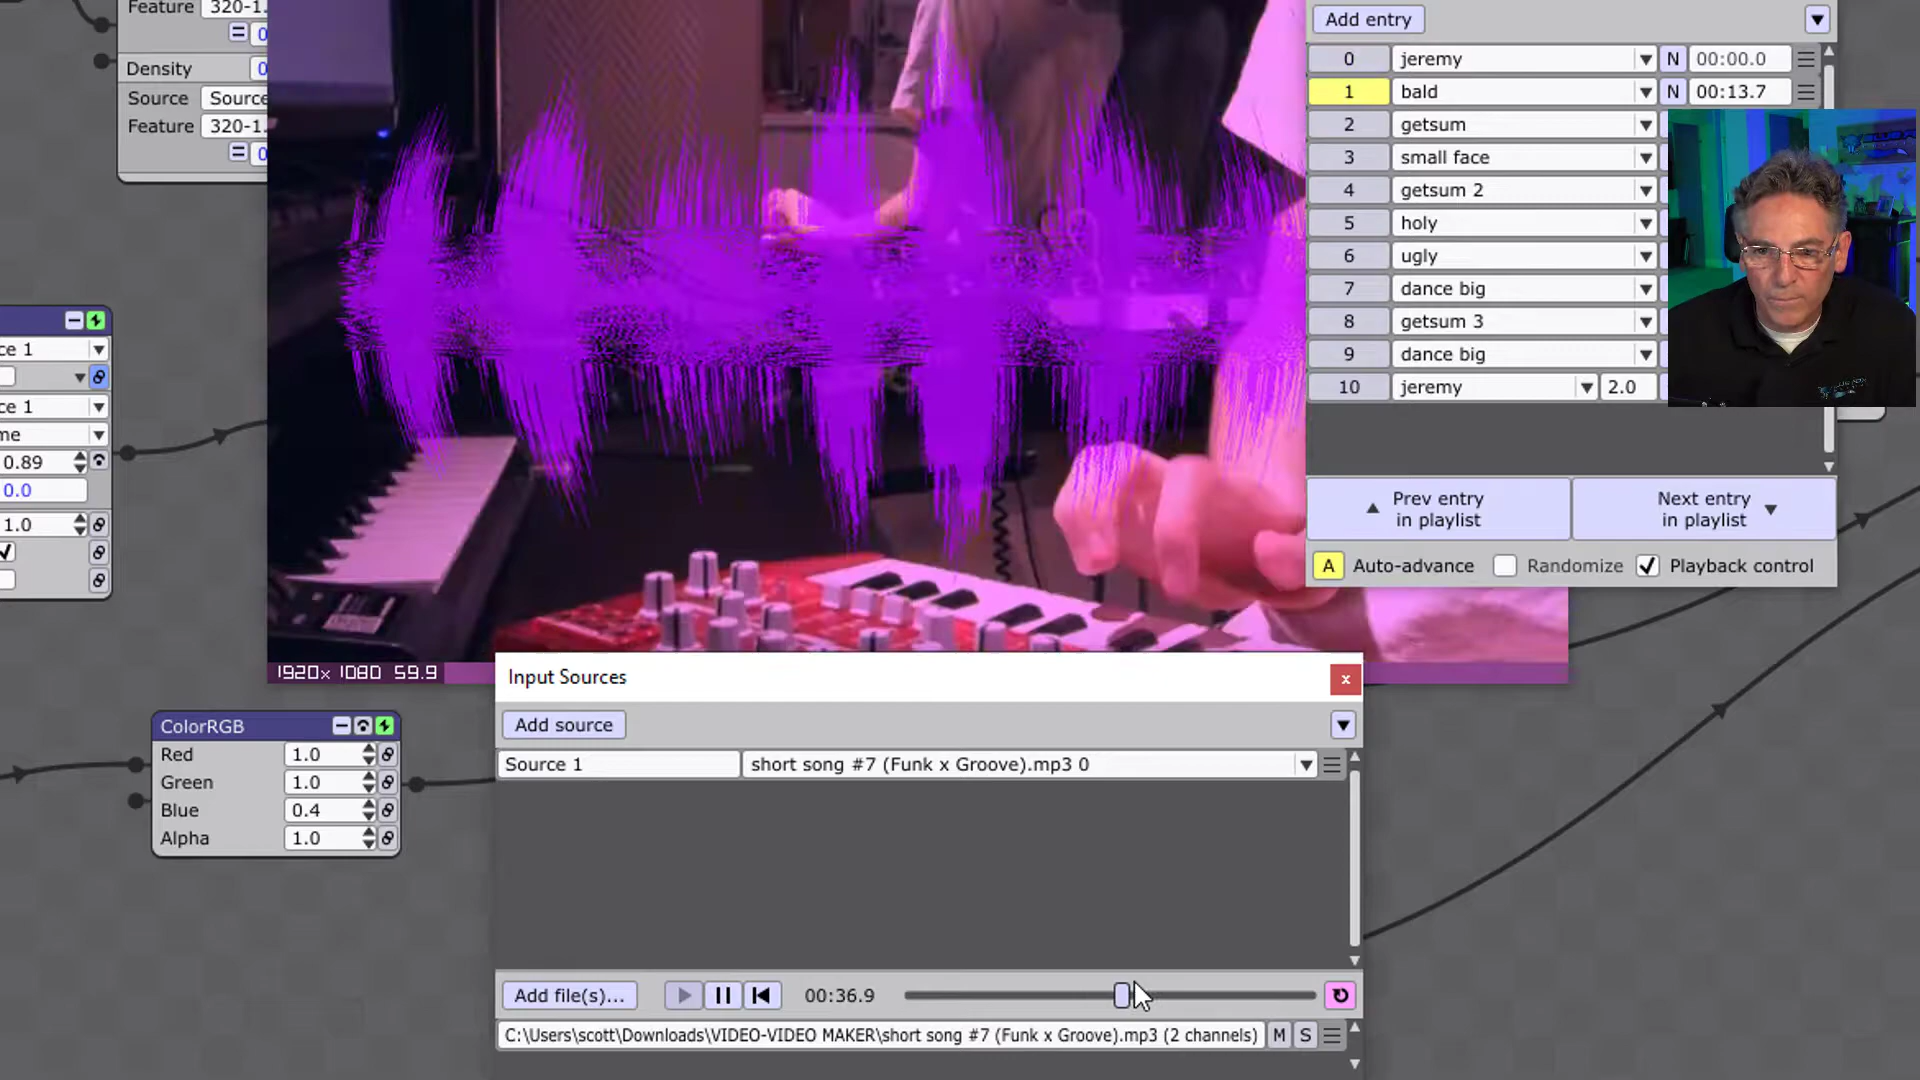 Feature 320-1.
= 0
Density 0
Source Source
Feature 320-1.
= 0
Add entry
0 jeremy N 00:00.0
1 bald N 00:13.7
2 getsum
3 small face
4 getsum 2
5 holy
6 ugly
7 dance big
8 getsum 3
9 dance big
10 jeremy 2.0
Prev entry
in playlist
Next entry
in playlist
A Auto-advance Randomize Playback control
ce 1
ce 1
me
0.89
0.0
1.0
1920x1080 59.9
ColorRGB
Red 1.0
Green 1.0
Blue 0.4
Alpha 1.0
Input Sources
x
Add source
Source 1 short song #7 (Funk x Groove).mp3 0
Add file(s)... 00:36.9
C:\Users\scott\Downloads\VIDEO-VIDEO MAKER\short song #7 (Funk x Groove).mp3 (2 channels) M S